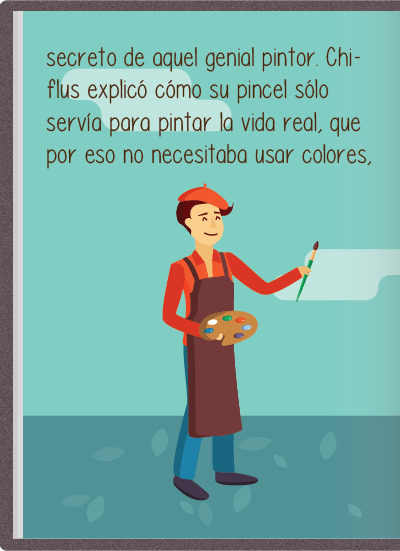 secreto de aquel genial pintor. Chi-
flus explicó cómo su pincel sólo
servía para pintar la vida real, que
por eso no necesitaba usar colores,